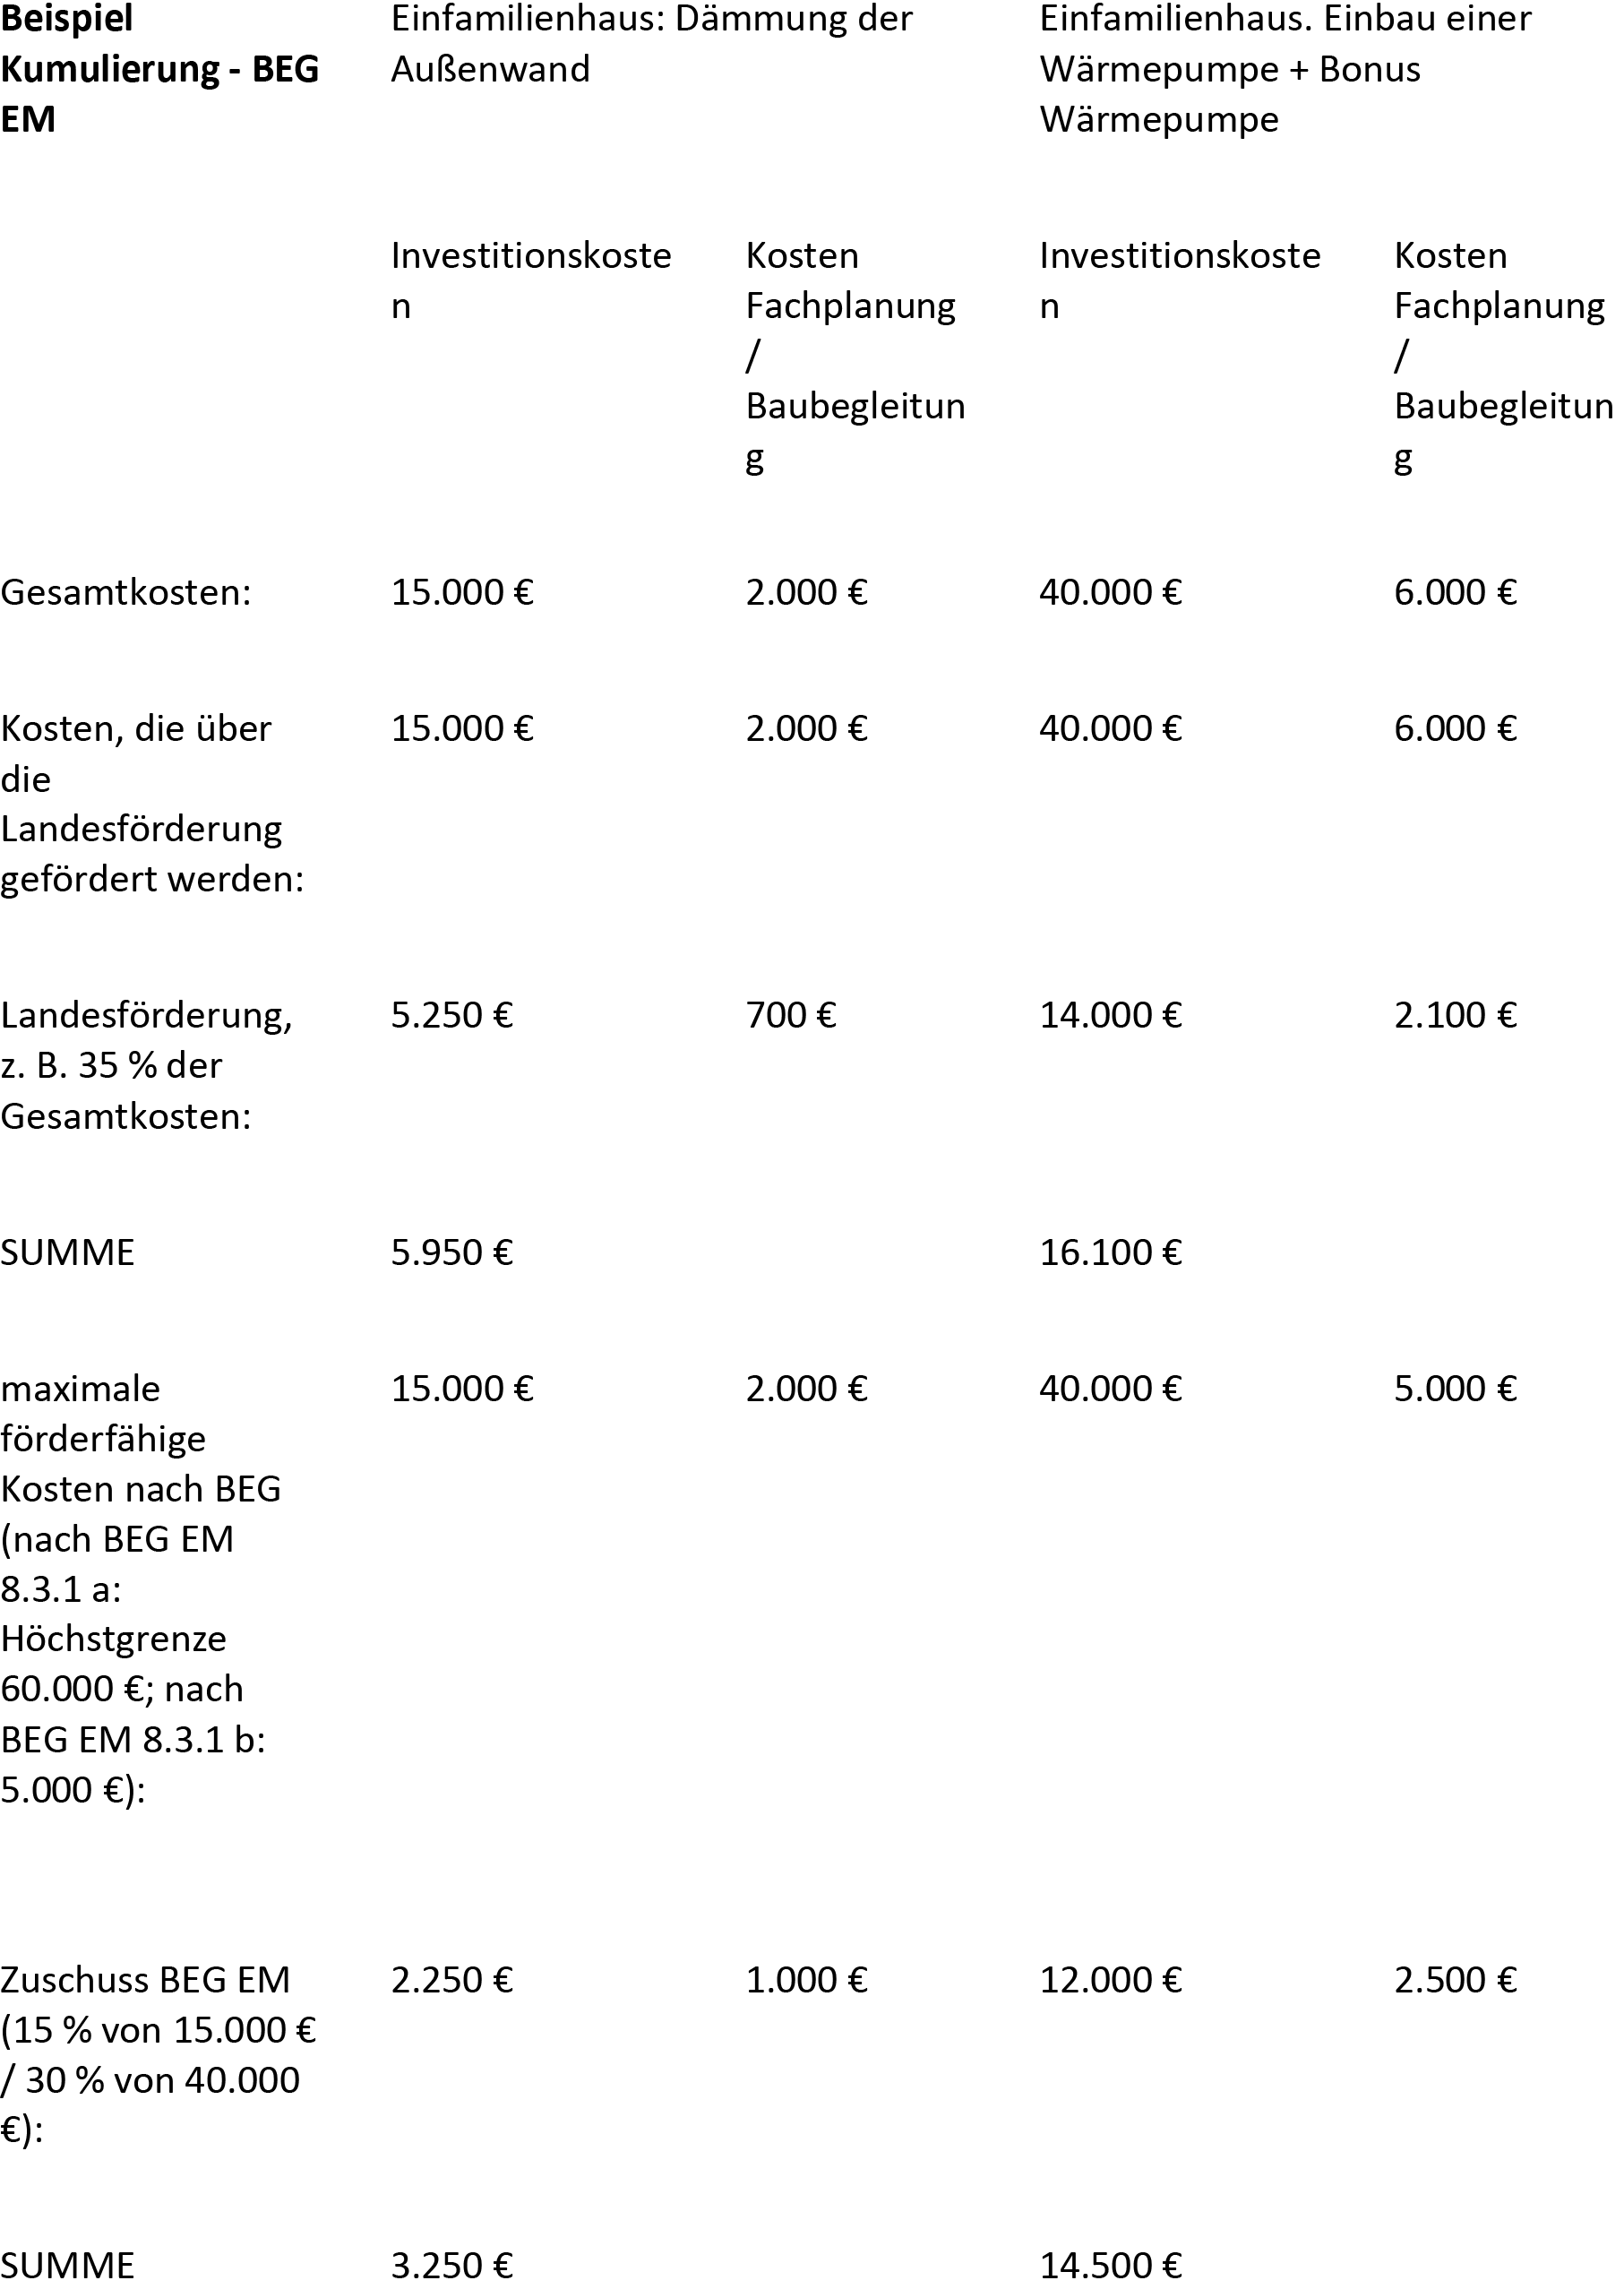 Beispiel Einfamilienhaus: Dämmung der Einfamilienhaus. Einbau einer
Kumulierung - BEG Außenwand Wärmepumpe + Bonus
EM Wärmepumpe
Investitionskoste Kosten Investitionskoste Kosten
n Fachplanung n Fachplanung
/ /
Baubegleitun Baubegleitun
g g
Gesamtkosten: 15.000 € 2.000 € 40.000 € 6.000 €
Kosten, die über 15.000 € 2.000 € 40.000 € 6.000 €
die
Landesförderung
gefördert werden:
Landesförderung, 5.250 € 700 € 14.000 € 2.100 €
z. B. 35 % der
Gesamtkosten:
SUMME 5.950 € 16.100 €
maximale 15.000 € 2.000 € 40.000 € 5.000 €
förderfähige
Kosten nach BEG
(nach BEG EM
8.3.1 a:
Höchstgrenze
60.000 €; nach
BEG EM 8.3.1 b:
5.000 €):
Zuschuss BEG EM 2.250 € 1.000 € 12.000 € 2.500 €
(15 % von 15.000 €
/ 30 % von 40.000
€):
SUMME 3.250 € 14.500 €